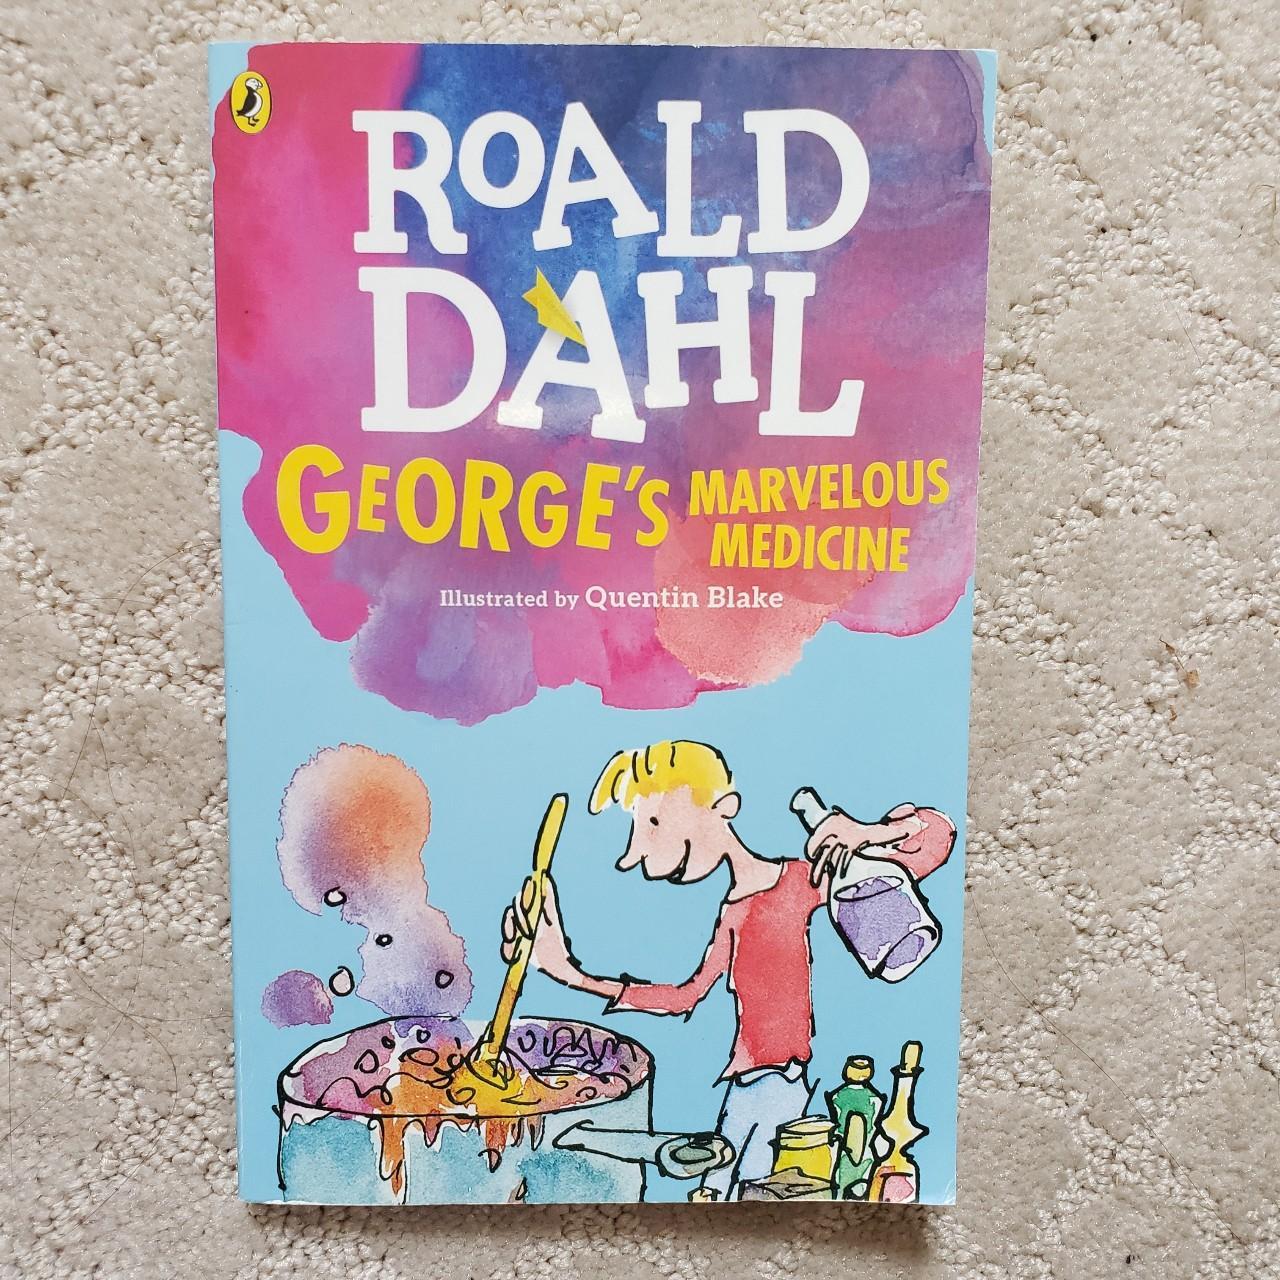 ROALD
DAHL
GEORGE'S MARVELOUS
MEDICINE
Illustrated by Quentin Blake